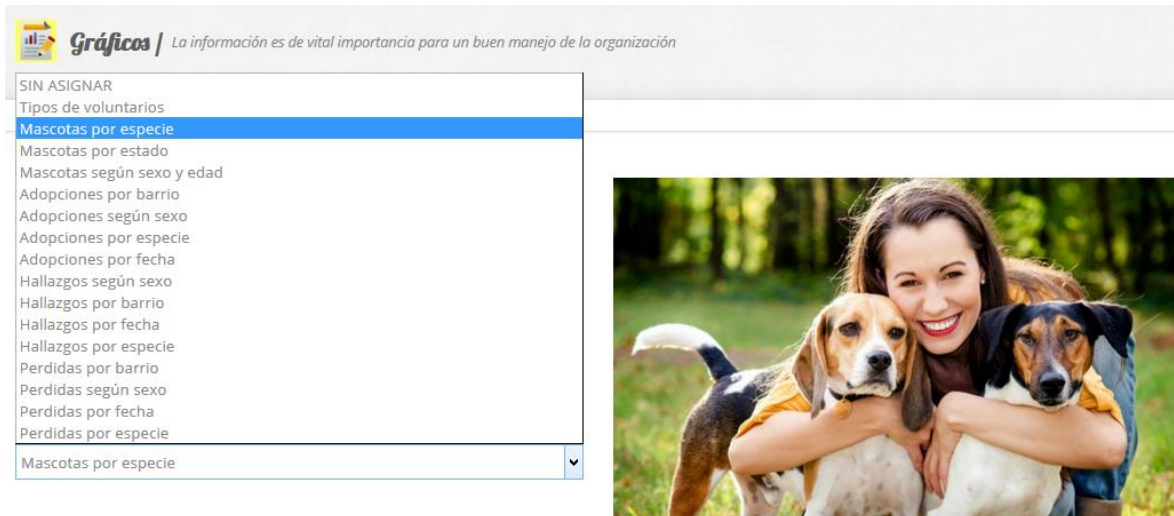 Gráficos | La información es de vital importancia para un buen manejo de la organización
SIN ASIGNAR
Tipos de voluntarios
Mascotas por especie
Mascotas por estado
Mascotas según sexo y edad
Adopciones por barrio
Adopciones según sexo
Adopciones por especie
Adopciones por fecha
Hallazgos según sexo
Hallazgos por barrio
Hallazgos por fecha
Hallazgos por especie
Perdidas por barrio
Perdidas según sexo
Perdidas por fecha
Perdidas por especie
Mascotas por especie